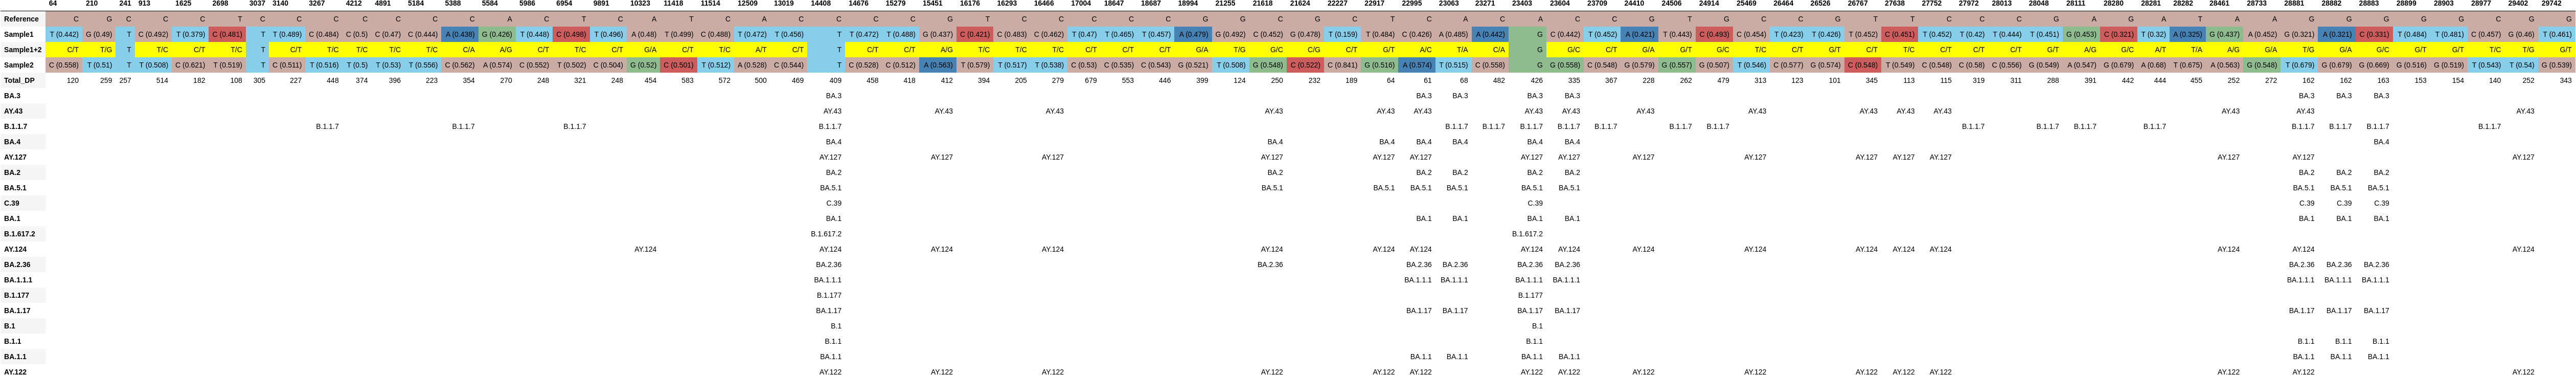 64 210 241 913 1625 2698 3037 3140 3267 4212 4891 5184 5388 5584 5986 6954 9891 10323 11418 11514 12509 13019 14408 14676 15279 15451 16176 16293 16466 17004 18647 18687 18994 21255 21618 21624 22227 22917 22995 23063 23271 23403 23604 23709 24410 24506 24914 25469 26464 26526 26767 27638 27752 27972 28013 28048 28111 28280 28281 28282 28461 28733 28881 28882 28883 28899 28903 28977 29402 29742
Reference C G C C C T C C C C C C C A C T C A T C A C C C C G T C C C C C G G C G C T C A C A C C G T G C C C T T C C C G A G A T A G G G G G G C G G
Sample1 T (0.442) G (0.49) T C (0.492) T (0.379) C (0.481) T T (0.489) C (0.484) C (0.5) C (0.47) C (0.444) A (0.438) G (0.426) T (0.448) C (0.498) T (0.496) A (0.48) T (0.499) C (0.488) T (0.472) T (0.456) T T (0.472) T (0.488) G (0.437) C (0.421) C (0.483) C (0.462) T (0.47) T (0.465) T (0.457) A (0.479) G (0.492) C (0.452) G (0.478) T (0.159) T (0.484) C (0.426) A (0.485) A (0.442) G C (0.442) T (0.452) A (0.421) T (0.443) C (0.493) C (0.454) T (0.423) T (0.426) T (0.452) C (0.451) T (0.452) T (0.42) T (0.444) T (0.451) G (0.453) C (0.321) T (0.32) A (0.325) G (0.437) A (0.452) G (0.321) A (0.321) C (0.331) T (0.484) T (0.481) C (0.457) G (0.46) T (0.461)
Sample1+2 C/T T/G T T/C C/T T/C T C/T T/C T/C T/C T/C C/A A/G C/T T/C C/T G/A C/T T/C A/T C/T T C/T C/T A/G T/C T/C T/C C/T C/T C/T G/A T/G G/C C/G C/T G/T A/C T/A C/A G G/C C/T G/A G/T G/C T/C C/T G/T C/T T/C C/T C/T C/T G/T A/G G/C A/T T/A A/G G/A T/G G/A G/C G/T G/T T/C T/G G/T
Sample2 C (0.558) T (0.51) T T (0.508) C (0.621) T (0.519) T C (0.511) T (0.516) T (0.5) T (0.53) T (0.556) C (0.562) A (0.574) C (0.552) T (0.502) C (0.504) G (0.52) C (0.501) T (0.512) A (0.528) C (0.544) T C (0.528) C (0.512) A (0.563) T (0.579) T (0.517) T (0.538) C (0.53) C (0.535) C (0.543) G (0.521) T (0.508) G (0.548) C (0.522) C (0.841) G (0.516) A (0.574) T (0.515) C (0.558) G G (0.558) C (0.548) G (0.579) G (0.557) G (0.507) T (0.546) C (0.577) G (0.574) C (0.548) T (0.549) C (0.548) C (0.58) C (0.556) G (0.549) A (0.547) G (0.679) A (0.68) T (0.675) A (0.563) G (0.548) T (0.679) G (0.679) G (0.669) G (0.516) G (0.519) T (0.543) T (0.54) G (0.539)
Total_DP 120 259 257 514 182 108 305 227 448 374 396 223 354 270 248 321 248 454 583 572 500 469 409 458 418 412 394 205 279 679 553 446 399 124 250 232 189 64 61 68 482 426 335 367 228 262 479 313 123 101 345 113 115 319 311 288 391 442 444 455 252 272 162 162 163 153 154 140 252 343
BA.3 BA.3 BA.3 BA.3 BA.3 BA.3 BA.3 BA.3 BA.3
AY.43 AY.43 AY.43 AY.43 AY.43 AY.43 AY.43 AY.43 AY.43 AY.43 AY.43 AY.43 AY.43 AY.43 AY.43 AY.43 AY.43
B.1.1.7 B.1.1.7 B.1.1.7 B.1.1.7 B.1.1.7 B.1.1.7 B.1.1.7 B.1.1.7 B.1.1.7 B.1.1.7 B.1.1.7 B.1.1.7 B.1.1.7 B.1.1.7 B.1.1.7 B.1.1.7 B.1.1.7 B.1.1.7 B.1.1.7 B.1.1.7
BA.4 BA.4 BA.4 BA.4 BA.4 BA.4 BA.4 BA.4 BA.4
AY.127 AY.127 AY.127 AY.127 AY.127 AY.127 AY.127 AY.127 AY.127 AY.127 AY.127 AY.127 AY.127 AY.127 AY.127 AY.127 AY.127
BA.2 BA.2 BA.2 BA.2 BA.2 BA.2 BA.2 BA.2 BA.2 BA.2
BA.5.1 BA.5.1 BA.5.1 BA.5.1 BA.5.1 BA.5.1 BA.5.1 BA.5.1 BA.5.1 BA.5.1 BA.5.1
C.39 C.39 C.39 C.39 C.39 C.39
BA.1 BA.1 BA.1 BA.1 BA.1 BA.1 BA.1 BA.1 BA.1
B.1.617.2 B.1.617.2 B.1.617.2
AY.124 AY.124 AY.124 AY.124 AY.124 AY.124 AY.124 AY.124 AY.124 AY.124 AY.124 AY.124 AY.124 AY.124 AY.124 AY.124 AY.124 AY.124
BA.2.36 BA.2.36 BA.2.36 BA.2.36 BA.2.36 BA.2.36 BA.2.36 BA.2.36 BA.2.36 BA.2.36
BA.1.1.1 BA.1.1.1 BA.1.1.1 BA.1.1.1 BA.1.1.1 BA.1.1.1 BA.1.1.1 BA.1.1.1 BA.1.1.1
B.1.177 B.1.177 B.1.177
BA.1.17 BA.1.17 BA.1.17 BA.1.17 BA.1.17 BA.1.17 BA.1.17 BA.1.17 BA.1.17
B.1 B.1 B.1
B.1.1 B.1.1 B.1.1 B.1.1 B.1.1 B.1.1
BA.1.1 BA.1.1 BA.1.1 BA.1.1 BA.1.1 BA.1.1 BA.1.1 BA.1.1 BA.1.1
AY.122 AY.122 AY.122 AY.122 AY.122 AY.122 AY.122 AY.122 AY.122 AY.122 AY.122 AY.122 AY.122 AY.122 AY.122 AY.122 AY.122